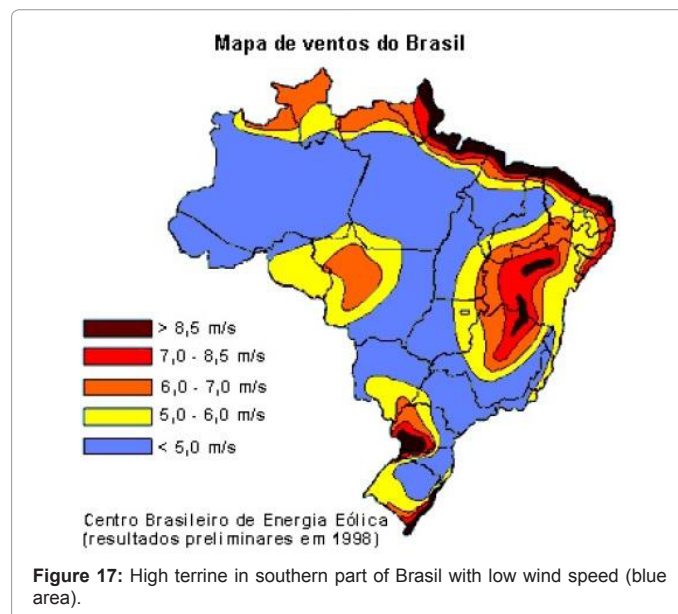 Mapa de ventos do Brasil
> 8,5 m/s
7,0 - 8,5 m/s
6,0 - 7,0 m/s
5,0 - 6,0 m/s
< 5,0 m/s
Centro Brasileiro de Energia Eólica
(resultados preliminares em 1998)
Figure 17: High terrine in southern part of Brasil with low wind speed (blue
area).